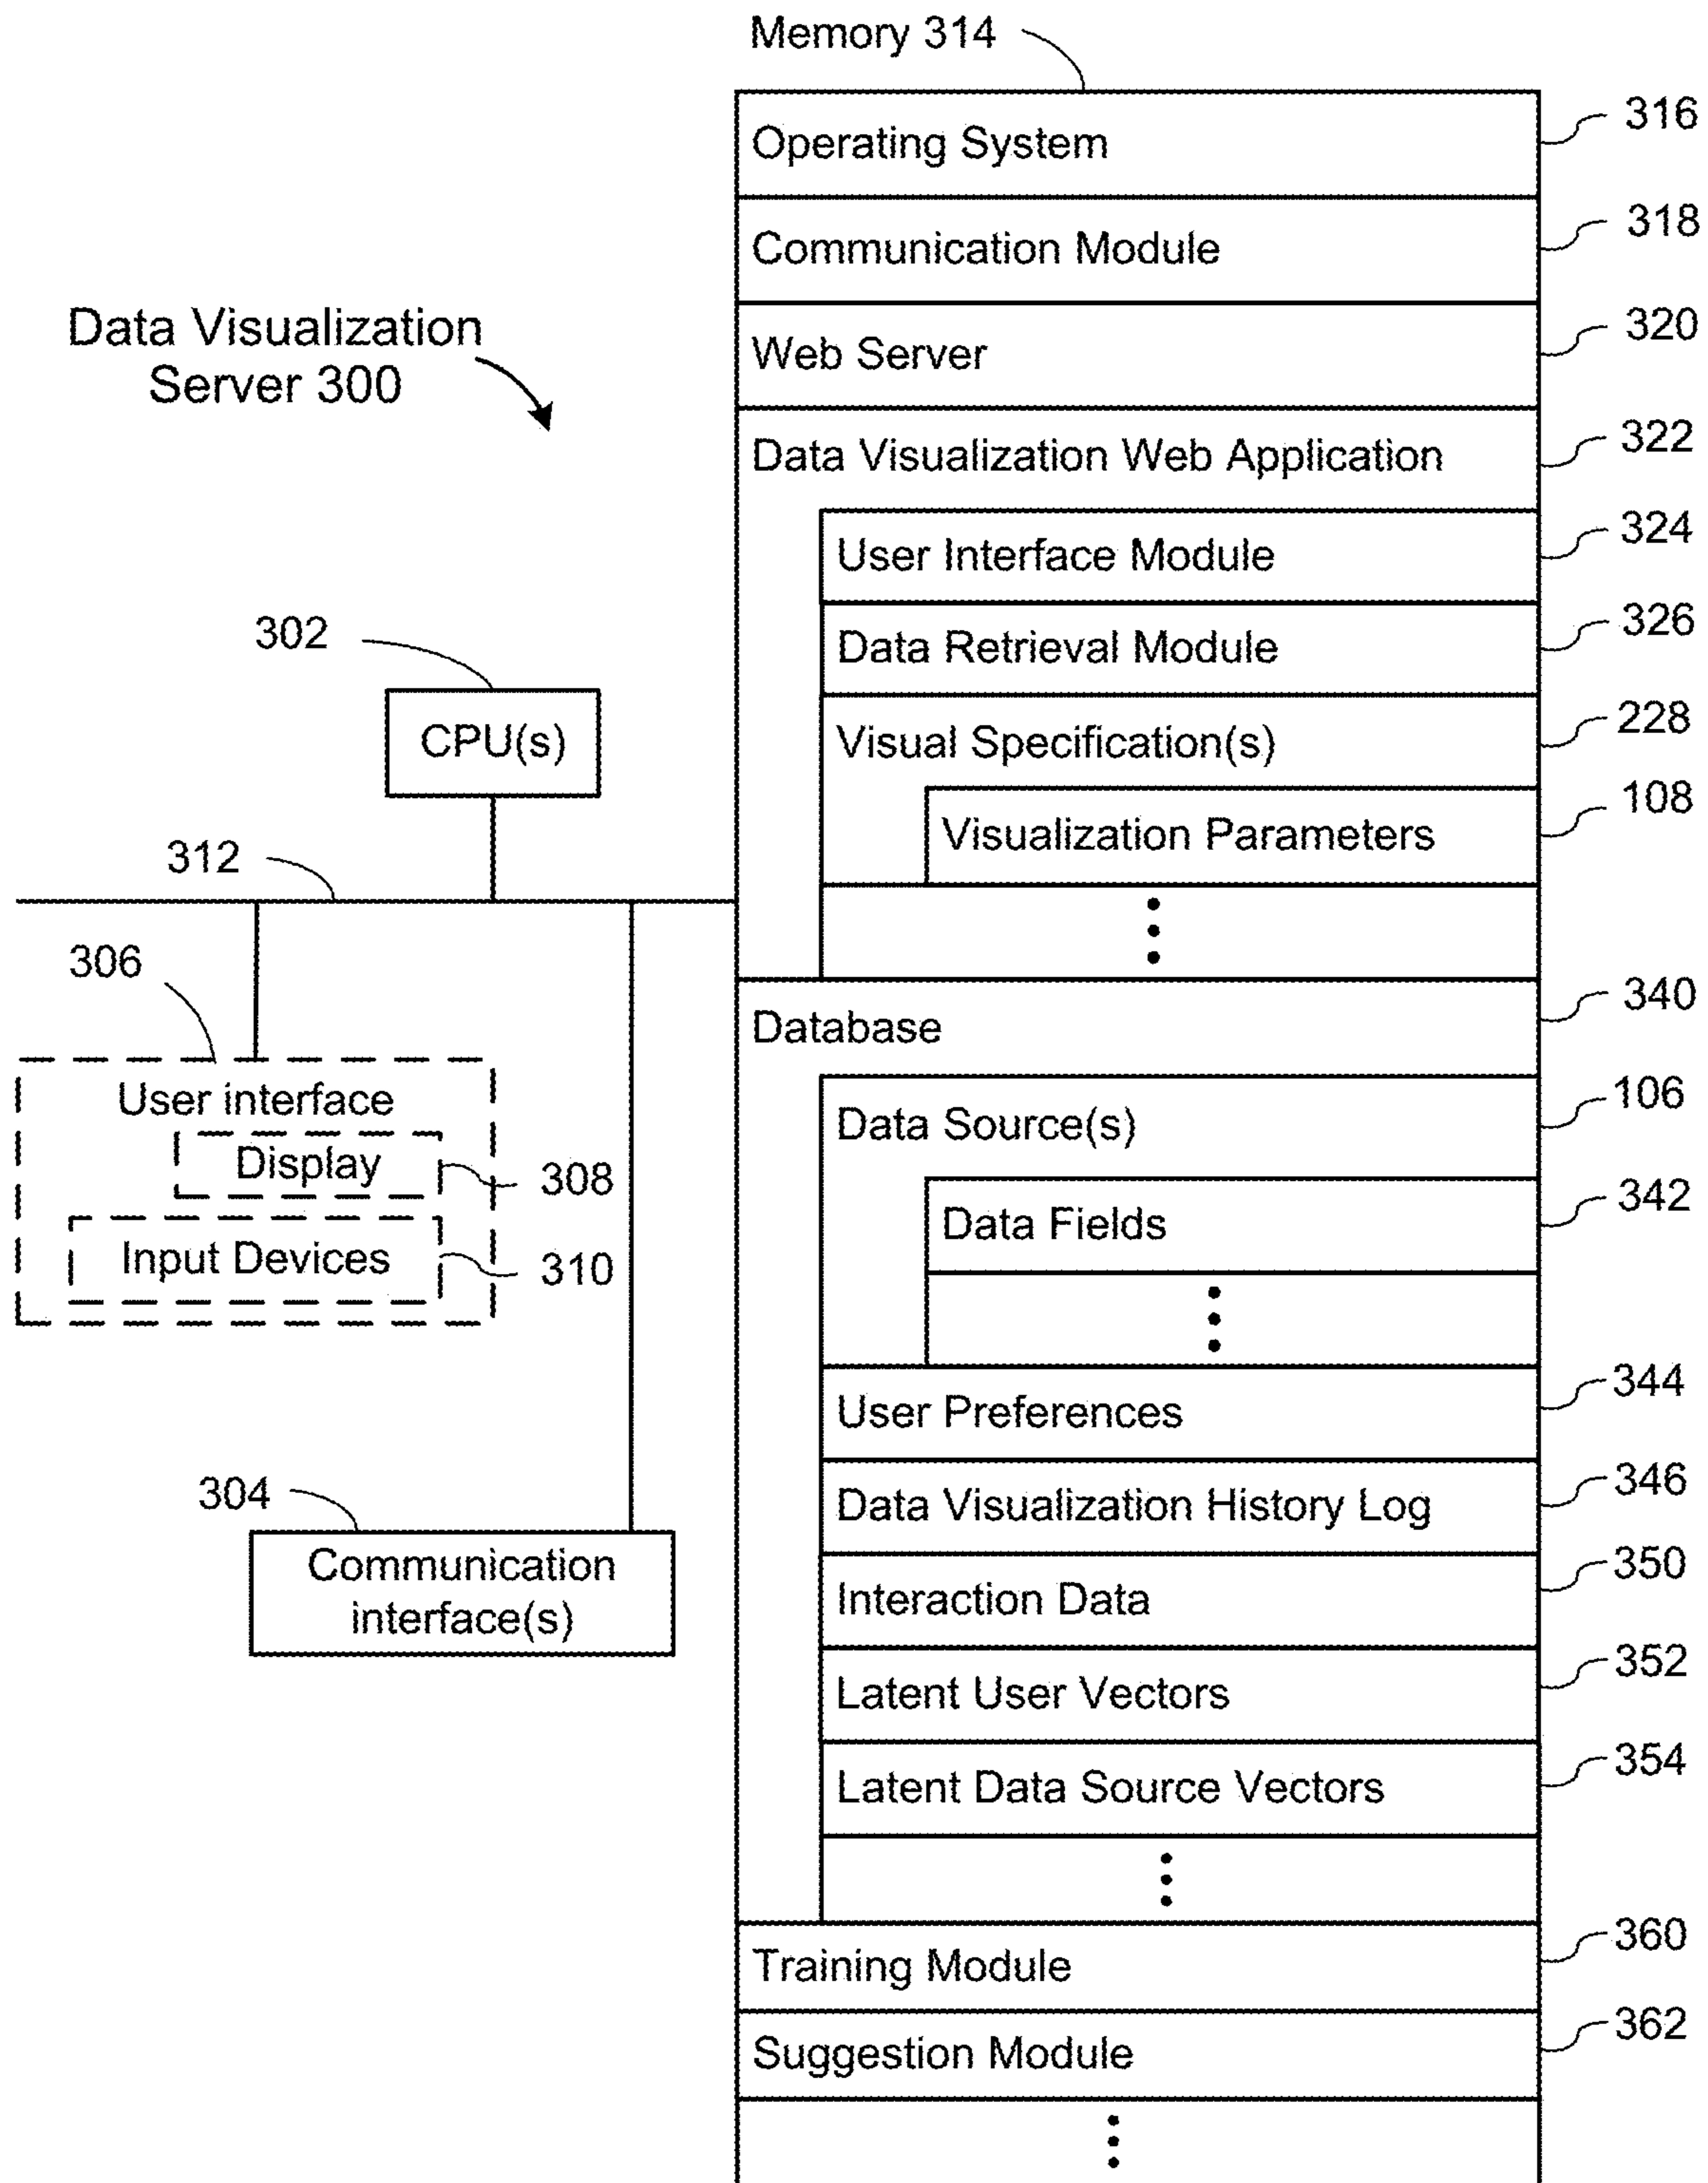 Memory 314
Operating System
316
Communication Module
318
Web Server
320
Data Visualization
Server 300
Data Visualization Web Application
322
User Interface Module
324
Data Retrieval Module
326
Visual Specification(s)
228
Visualization Parameters
108
302
CPU(s)
312
306
User interface
Display
308
Input Devices
310
304
Communication
interface(s)
Database
340
Data Source(s)
106
Data Fields
342
User Preferences
344
Data Visualization History Log
346
Interaction Data
350
Latent User Vectors
352
Latent Data Source Vectors
354
Training Module
360
Suggestion Module
362